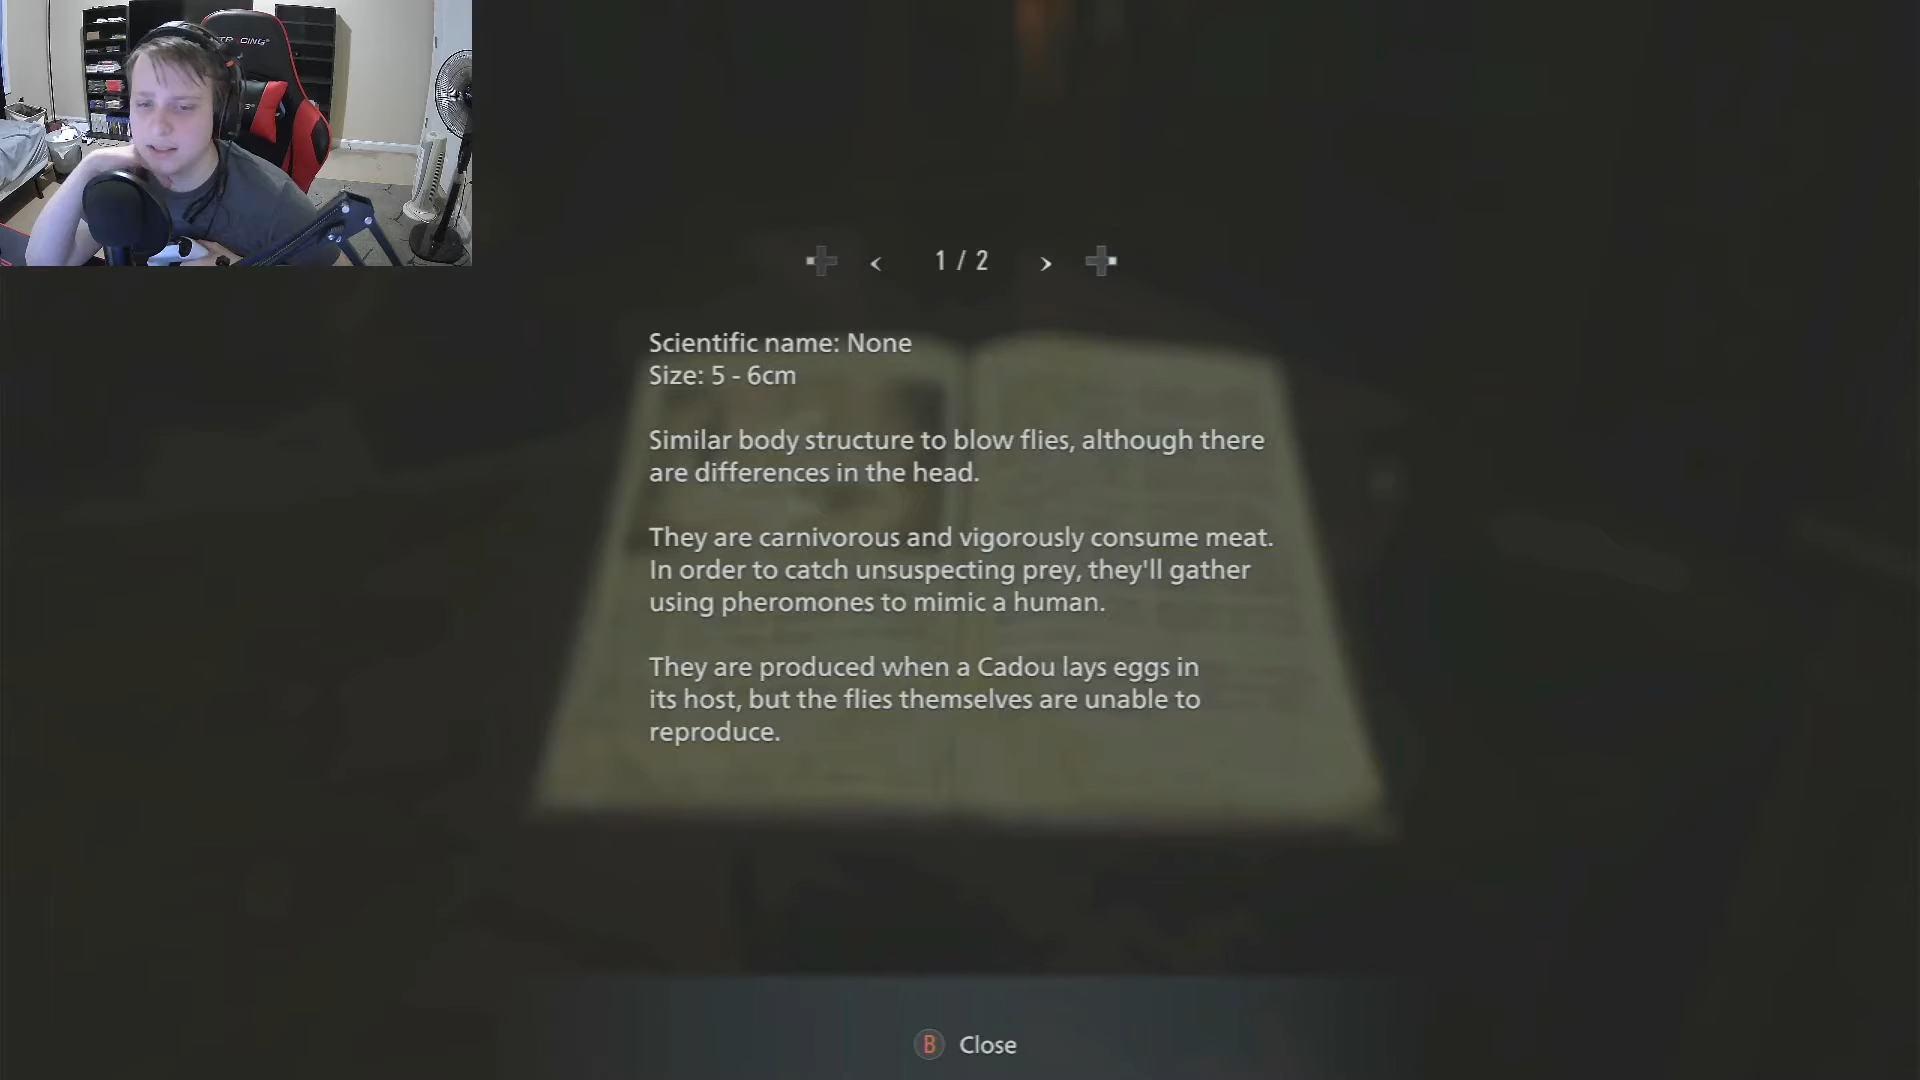 1 / 2
Scientific name: None
Size: 5 - 6cm
Similar body structure to blow flies, although there
are differences in the head.
They are carnivorous and vigorously consume meat.
In order to catch unsuspecting prey, they'll gather
using pheromones to mimic a human.
They are produced when a Cadou lays eggs in
its host, but the flies themselves are unable to
reproduce.
B Close